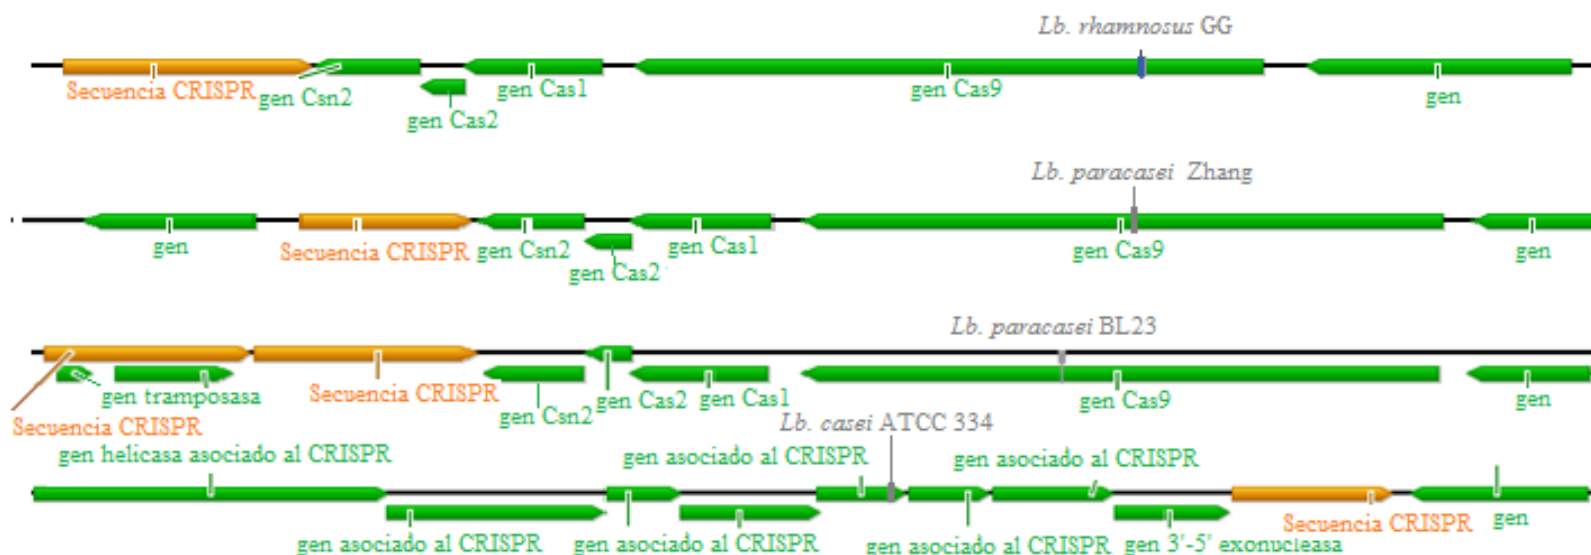 Lb. rhamnosus GG
Secuencia CRISPR
gen Csn2
gen Cas2
gen Cas1
gen Cas9
gen
Lb. paracasei Zhang
gen
Secuencia CRISPR
gen Csn2
gen Cas2
gen Cas1
gen Cas9
gen
Lb. paracasei BL23
gen tramposasa
Secuencia CRISPR
Secuencia CRISPR
gen Csn2
gen Cas2
gen Cas1
gen Cas9
gen
Lb. casei ATCC 334
gen helicasa asociado al CRISPR
gen asociado al CRISPR
gen asociado al CRISPR
gen asociado al CRISPR
gen asociado al CRISPR
gen asociado al CRISPR
gen 3'-5' exonucleasa
Secuencia CRISPR
gen